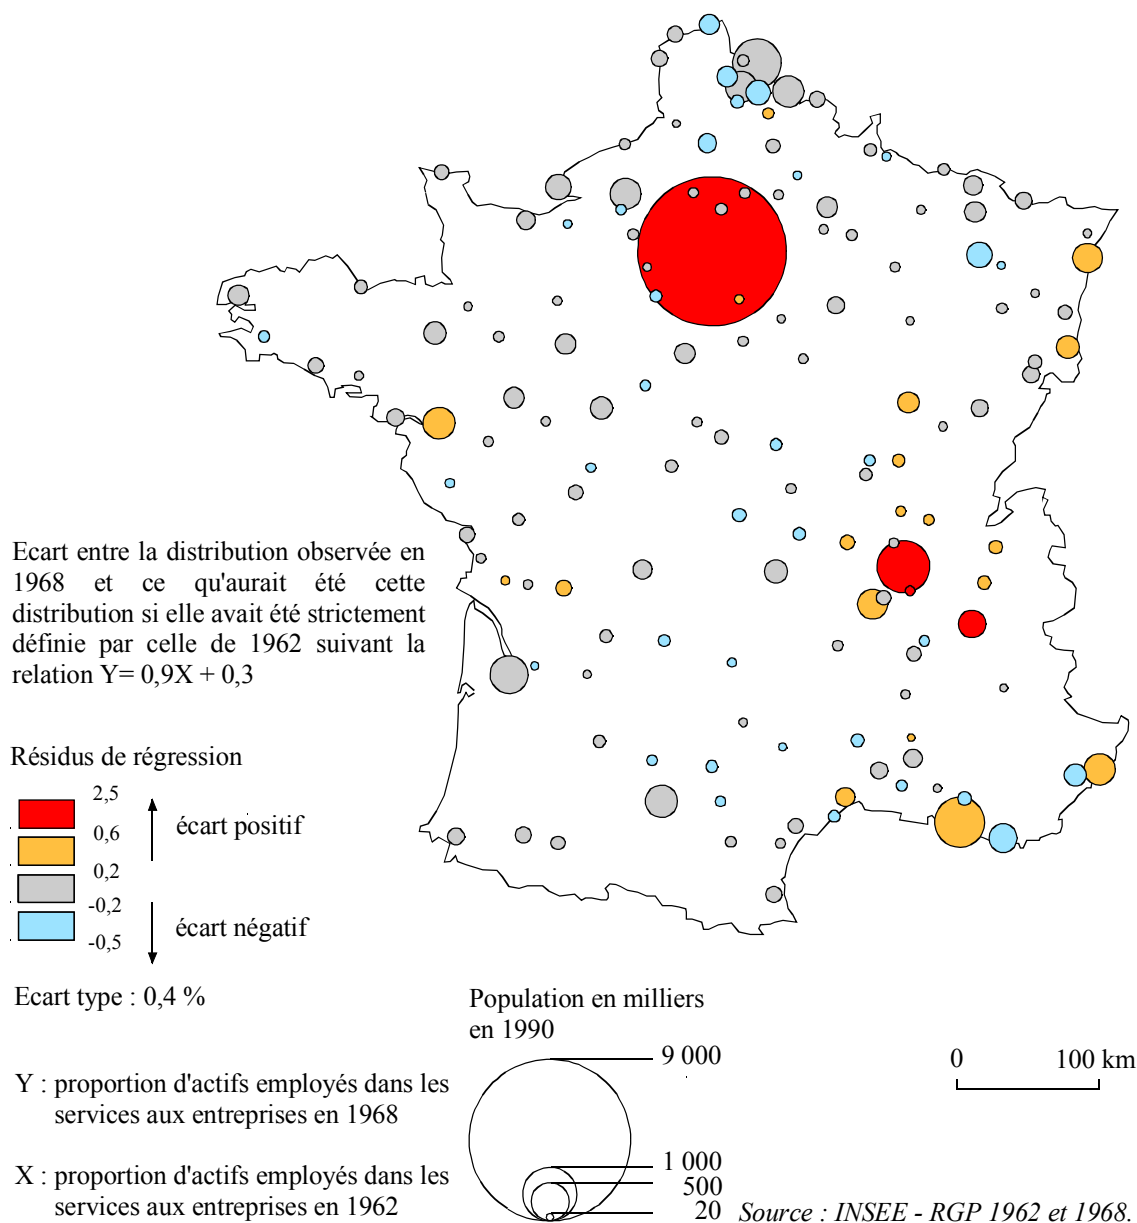 Ecart entre la distribution observée en
1968 et ce qu'aurait été cette
distribution si elle avait été strictement
définie par celle de 1962 suivant la
relation Y= 0,9X + 0,3
Résidus de régression
2,5
0,6
0,2
-0,2
-0,5
écart positif
écart négatif
Ecart type : 0,4 %
Y : proportion d'actifs employés dans les
services aux entreprises en 1968
X : proportion d'actifs employés dans les
services aux entreprises en 1962
Population en milliers
en 1990
9 000
1 000
500
20
0 100 km
Source : INSEE - RGP 1962 et 1968.